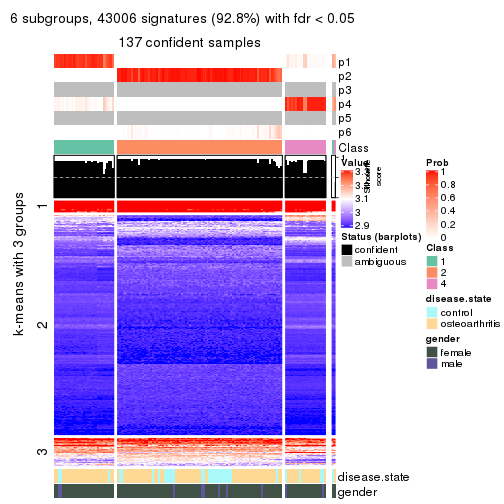 6 subgroups, 43006 signatures (92.8%) with fdr < 0.05
137 confident samples
p1
p2
p3
p4
p5
p6
Class
1
Silhouette
score
k-means with 3 groups
1
2
3
disease.state
gender
Value
3.3
3.1
3
2.9
Status (barplots)
confident
ambiguous
Prob
1
0.8
0.6
0.4
0.2
0
Class
1
2
4
disease.state
control
osteoarthritis
gender
female
male